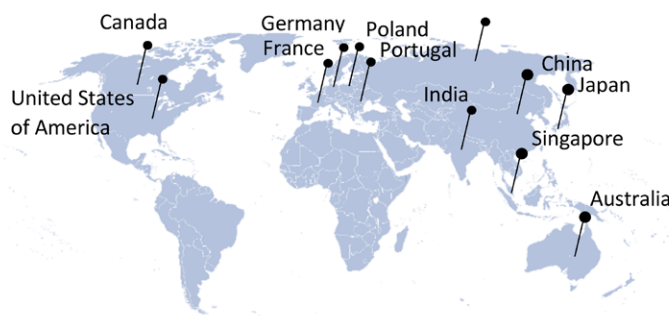 Canada
Germany
Poland
France
Portugal
China
United States
of America
India
Japan
Singapore
Australia